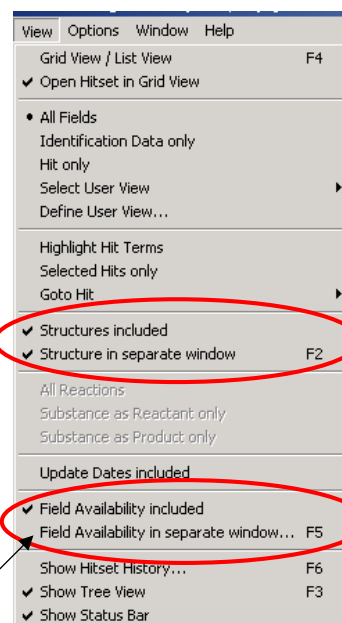 View Options Window Help
Grid View / List View F4
✔ Open Hitset in Grid View
• All Fields
Identification Data only
Hit only
Select User View
Define User View...
Highlight Hit Terms
Selected Hits only
Goto Hit
✔ Structures included
✔ Structure in separate window F2
All Reactions
Substance as Reactant only
Substance as Product only
Update Dates included
✔ Field Availability included
Field Availability in separate window... F5
Show Hitset History... F6
✔ Show Tree View F3
✔ Show Status Bar